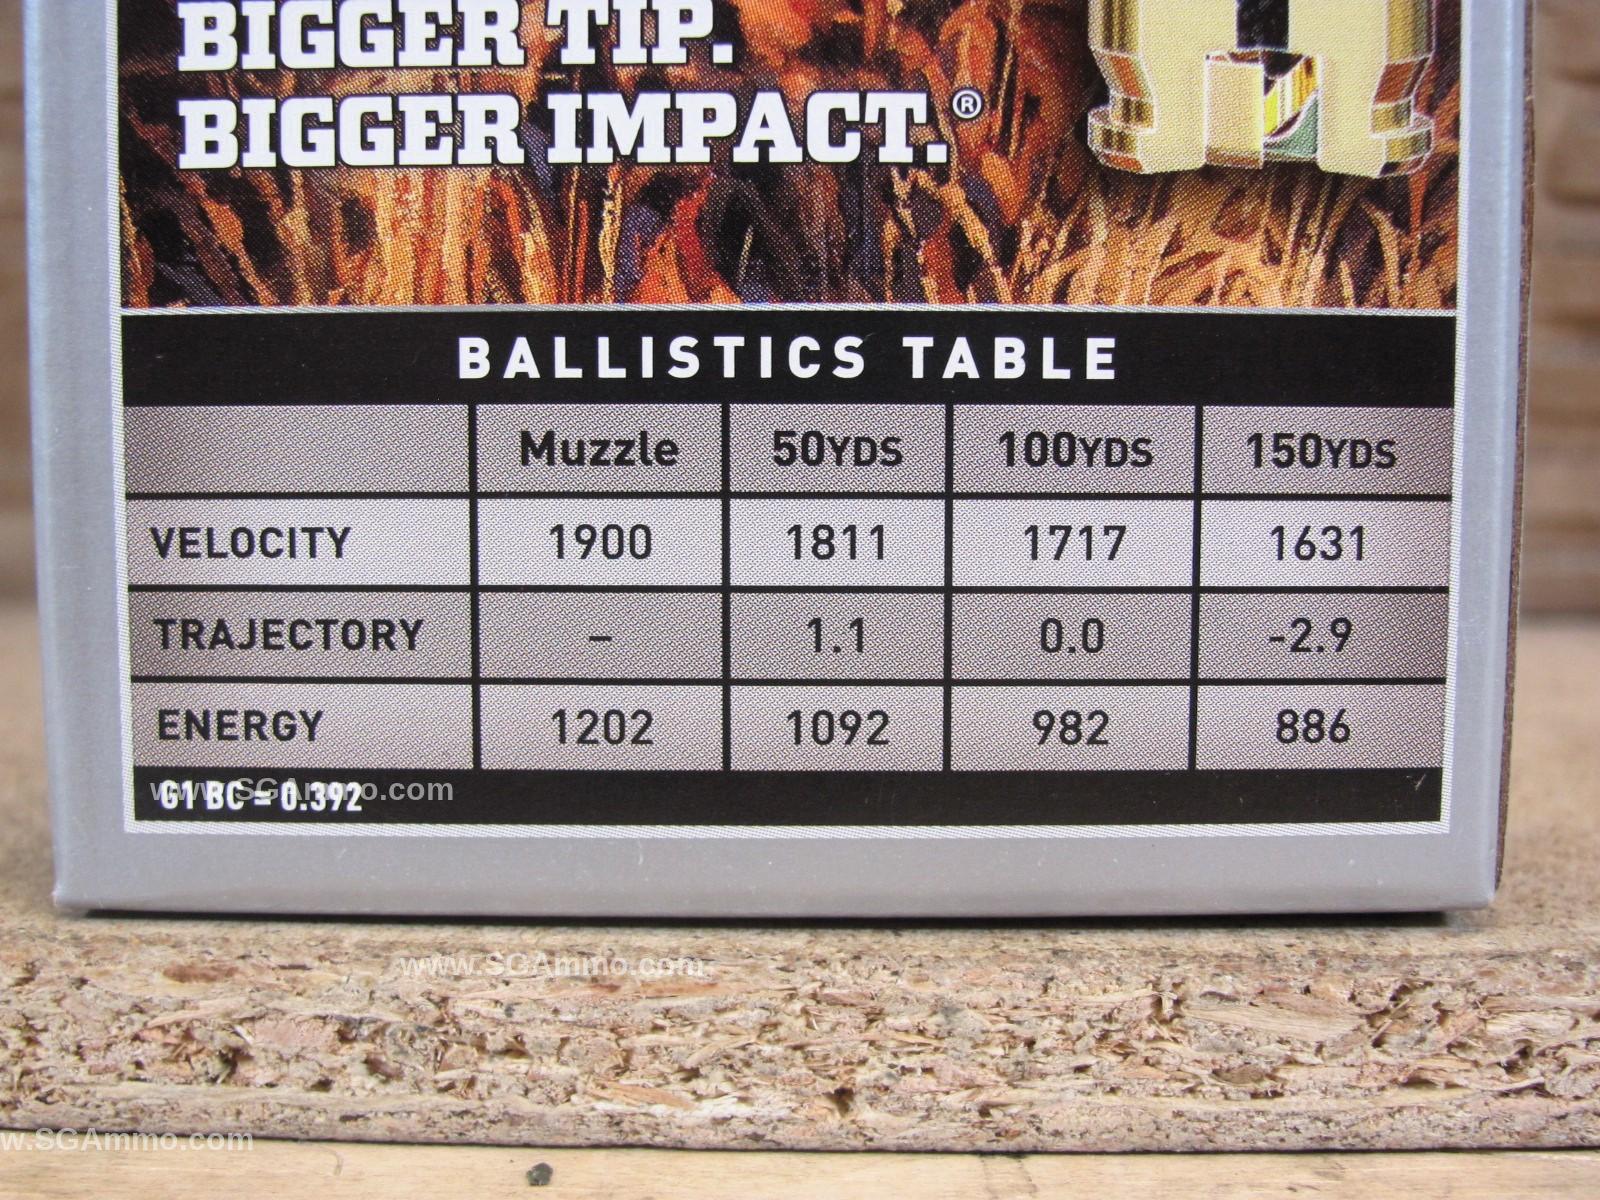 BIGGER TIP.
BIGGER IMPACT.®
BALLISTICS TABLE
Muzzle 50YDS 100YDS 150YDS
VELOCITY 1900 1811 1717 1631
TRAJECTORY – 1.1 0.0 -2.9
ENERGY 1202 1092 982 886
G1 BC = 0.392
www.SGAmmo.com
www.SGAmmo.com
w.SGAmmo.com